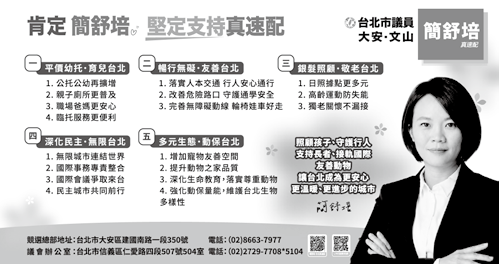 肯定 簡舒培 堅定支持真速配
台北市議員
大安·文山
簡舒培
真速配
一 平價幼托·育兒台北
1. 公托公幼再擴增
2. 親子廁所更普及
3. 職場爸媽更安心
4. 臨托服務更便利
二 暢行無礙·友善台北
1. 落實人本交通 行人安心通行
2. 改善危險路口 守護通學安全
3. 完善無障礙動線 輪椅娃車好走
三 銀髮照顧·敬老台北
1. 日照據點更多元
2. 高齡運動防失能
3. 獨老關懷不漏接
四 深化民主·無限台北
1. 無限城市連結世界
2. 國際事務專責整合
3. 國際會議爭取來台
4. 民主城市共同前行
五 多元生態·動保台北
1. 增加寵物友善空間
2. 提升動物之家品質
3. 深化生命教育,落實尊重動物
4. 強化動保量能,維護台北生物
多樣性
照顧孩子、守護行人
支持長者、接軌國際
友善動物
讓台北成為更安心
更溫暖、更進步的城市
簡舒培
競選總部地址:台北市大安區建國南路一段350號 電話:(02)8663-7977
議會辦公室:台北市信義區仁愛路四段507號504室 電話:(02)2729-7708*5104